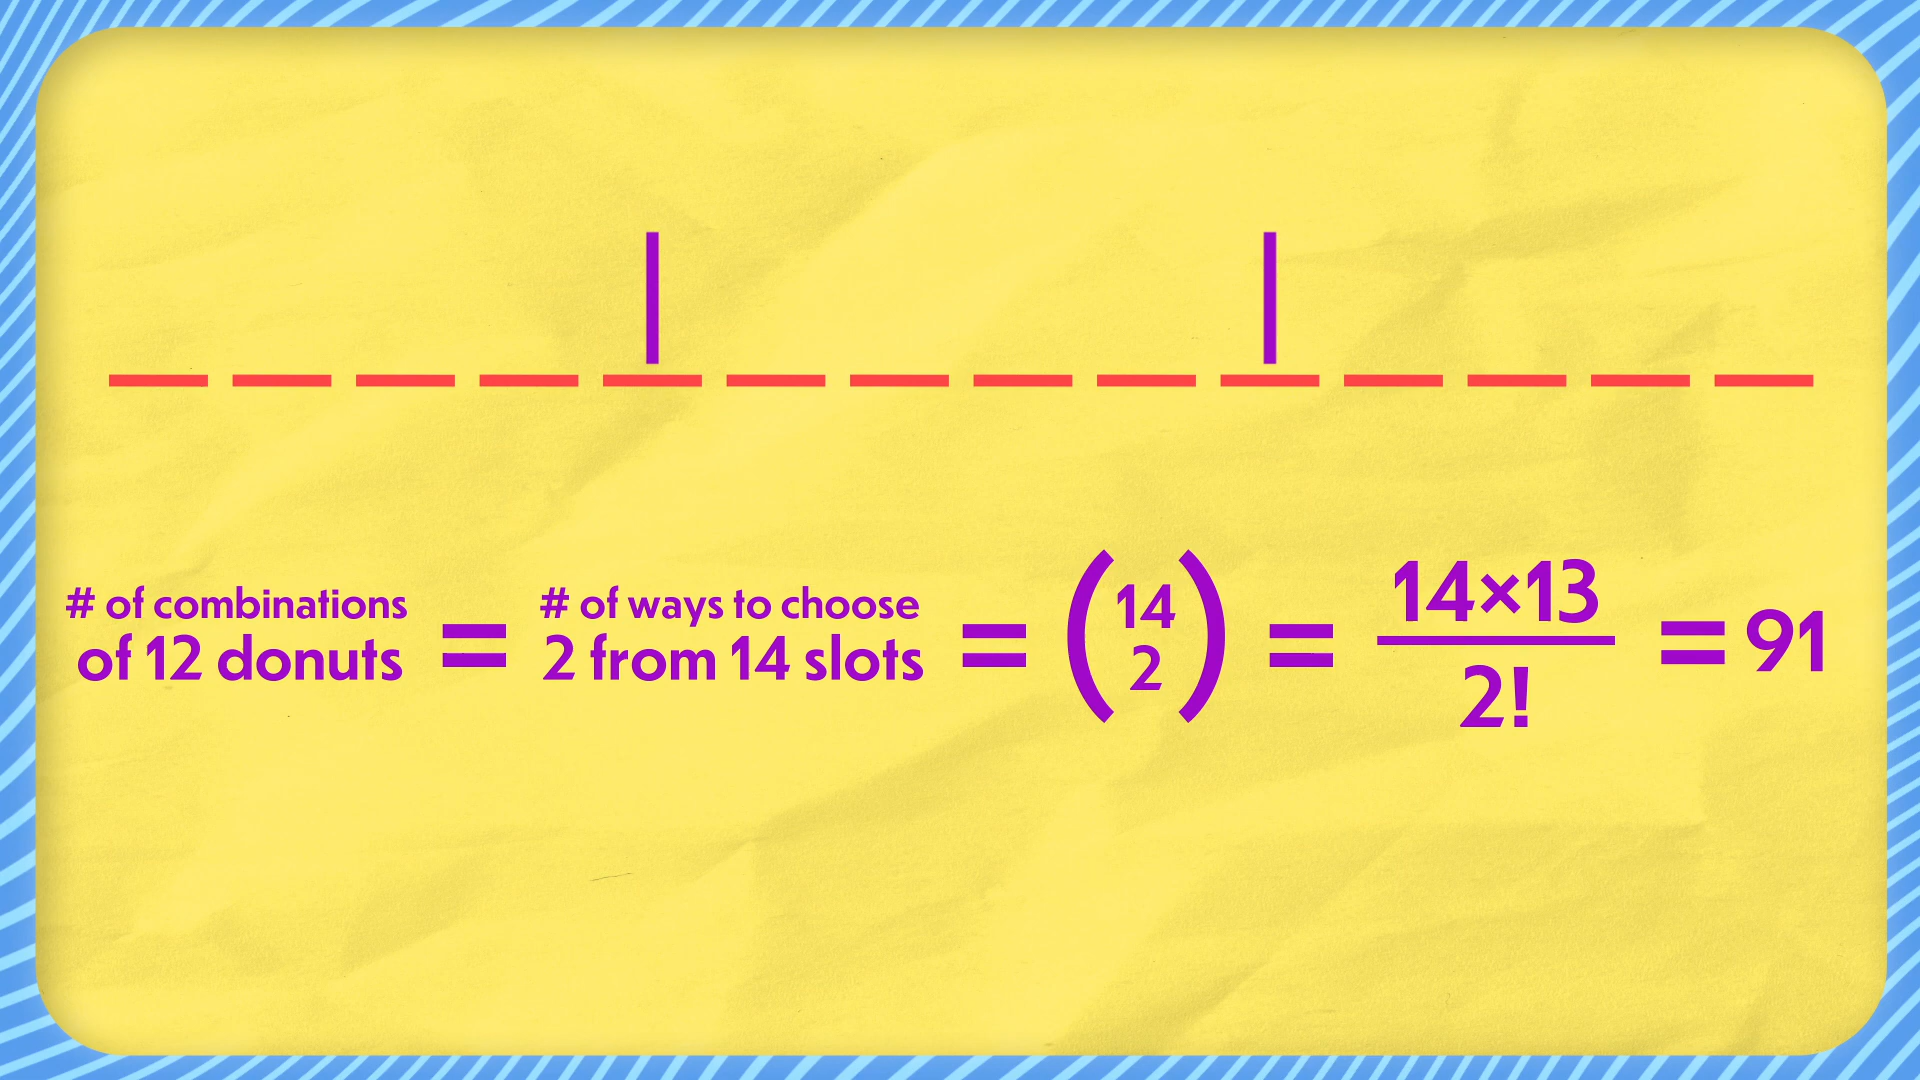 # of combinations
of 12 donuts
=
# of ways to choose
2 from 14 slots
=
(14
2)
=
14×13
2!
= 91